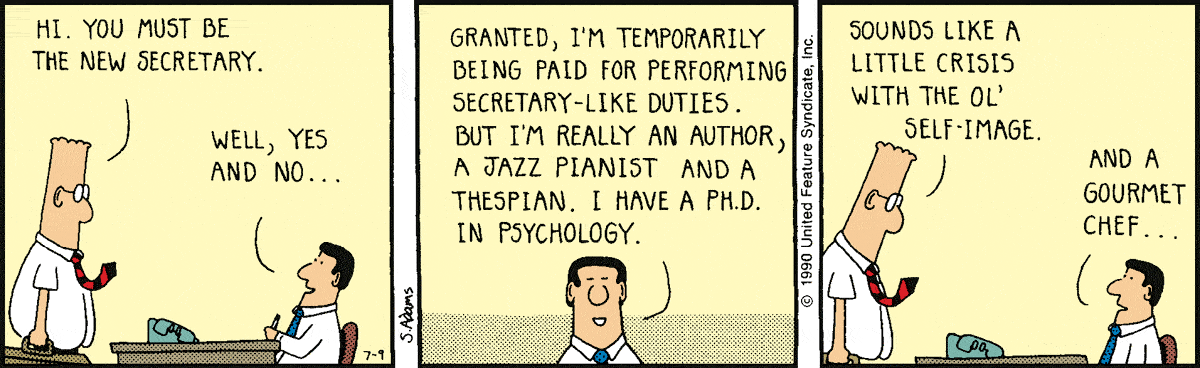 HI. YOU MUST BE
THE NEW SECRETARY.
WELL, YES
AND NO...
7-9
S.Adams
GRANTED, I'M TEMPORARILY
BEING PAID FOR PERFORMING
SECRETARY-LIKE DUTIES.
BUT I'M REALLY AN AUTHOR,
A JAZZ PIANIST AND A
THESPIAN. I HAVE A PH.D.
IN PSYCHOLOGY.
© 1990 United Feature Syndicate, Inc.
SOUNDS LIKE A
LITTLE CRISIS
WITH THE OL'
SELF-IMAGE.
AND A
GOURMET
CHEF...